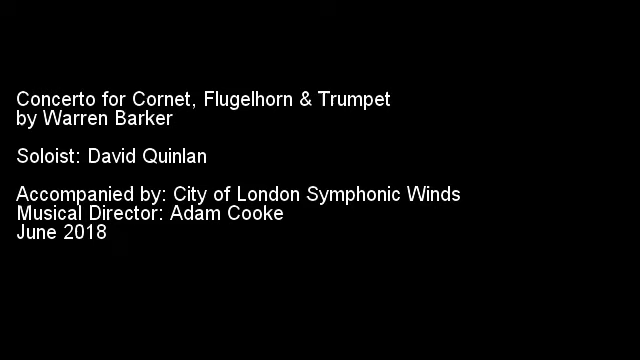 Concerto for Cornet, Flugelhorn & Trumpet
by Warren Barker
Soloist: David Quinlan
Accompanied by: City of London Symphonic Winds
Musical Director: Adam Cooke
June 2018